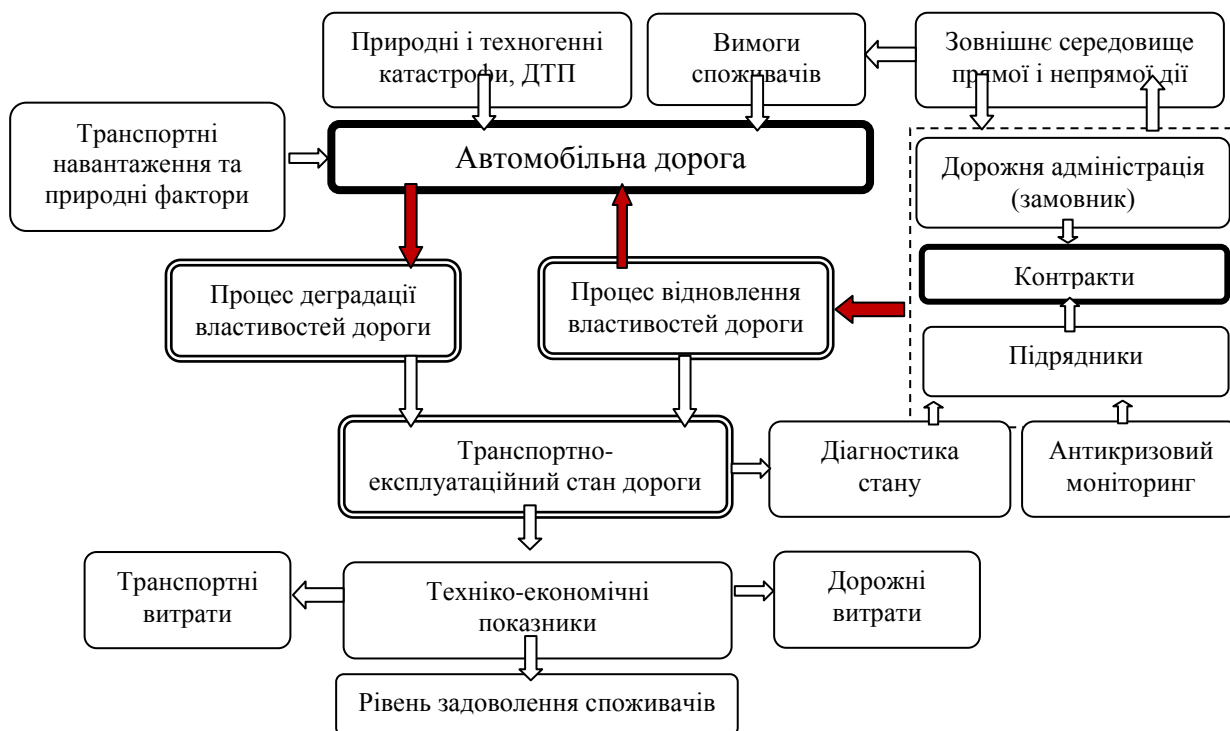 Природні і техногенні
катастрофи, ДТП
Вимоги
споживачів
Зовнішнє середовище
прямої і непрямої дії
Транспортні
навантаження та
природні фактори
Автомобільна дорога
Дорожня адміністрація
(замовник)
Контракти
Процес деградації
властивостей дороги
Процес відновлення
властивостей дороги
Підрядники
Транспортно-
експлуатаційний стан дороги
Діагностика
стану
Антикризовий
моніторинг
Транспортні
витрати
Техніко-економічні
показники
Дорожні
витрати
Рівень задоволення споживачів